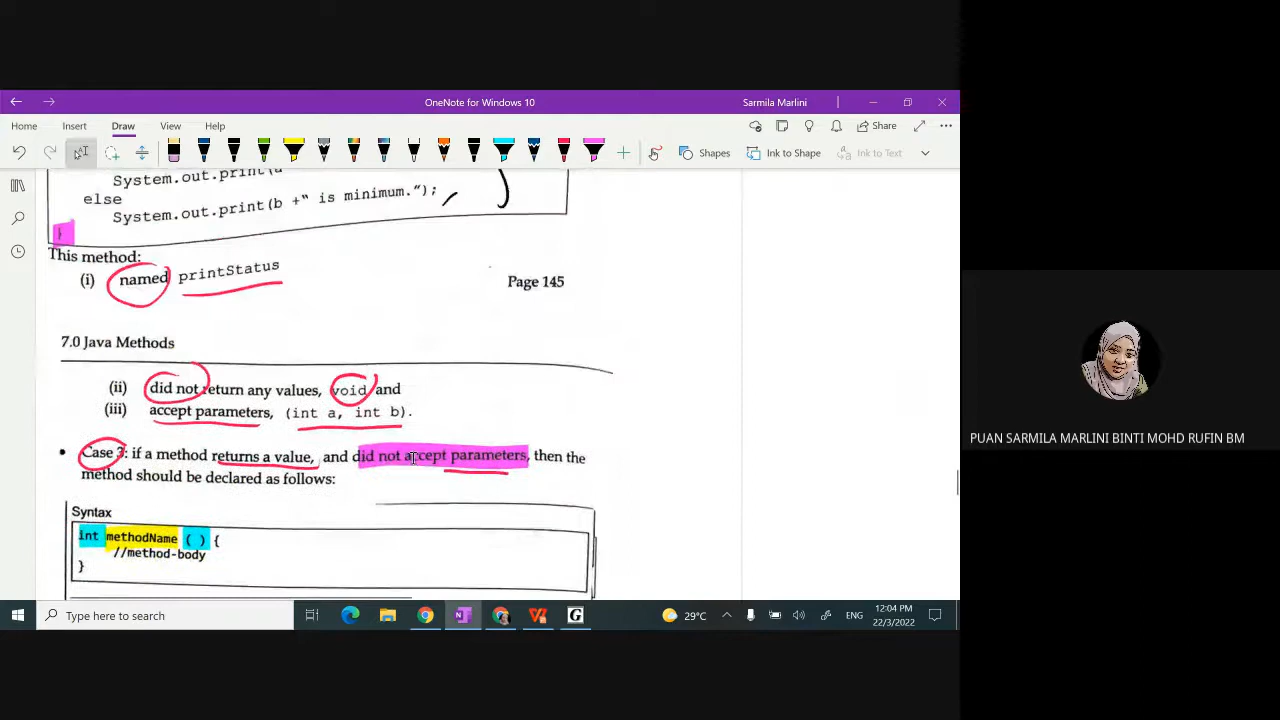 OneNote for Windows 10
Sarmila Marlini
Home Insert Draw View Help
Share
Shapes
Ink to Shape
Ink to Text
System.out.print(a
else
System.out.print(b +" is minimum.");
}
This method:
(i) named printStatus
Page 145
7.0 Java Methods
(ii) did not return any values, void and
(iii) accept parameters, (int a, int b).
• Case 3: if a method returns a value, and did not accept parameters, then the
method should be declared as follows:
Syntax
int methodName ( ) {
//method-body
}
Type here to search
29°C
ENG
12:04 PM
22/3/2022
PUAN SARMILA MARLINI BINTI MOHD RUFIN BM